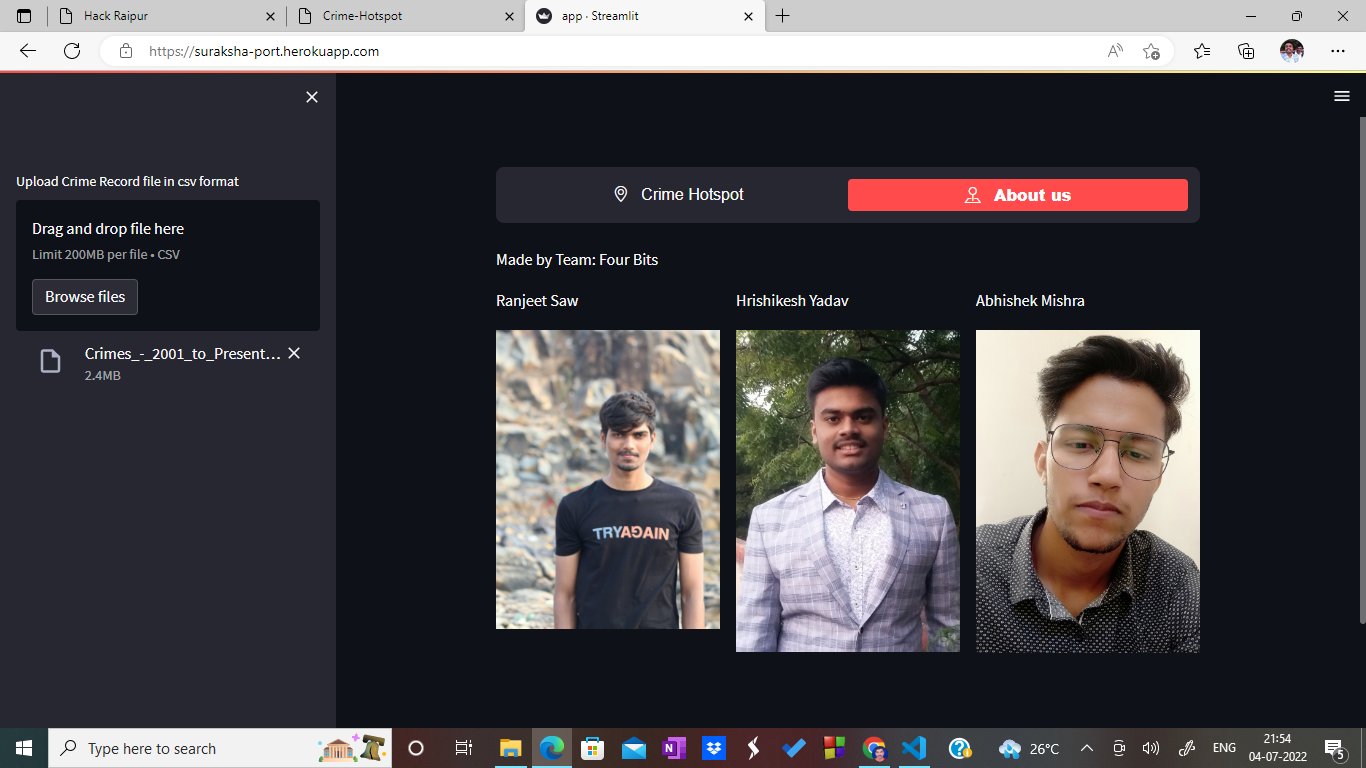 Hack Raipur
Crime-Hotspot
app · Streamlit
https://suraksha-port.herokuapp.com
Upload Crime Record file in csv format
Drag and drop file here
Limit 200MB per file • CSV
Browse files
Crimes_-_2001_to_Present...
2.4MB
Crime Hotspot
About us
Made by Team: Four Bits
Ranjeet Saw
Hrishikesh Yadav
Abhishek Mishra
TRYAGAIN
Type here to search
26°C
ENG
21:54
04-07-2022
5